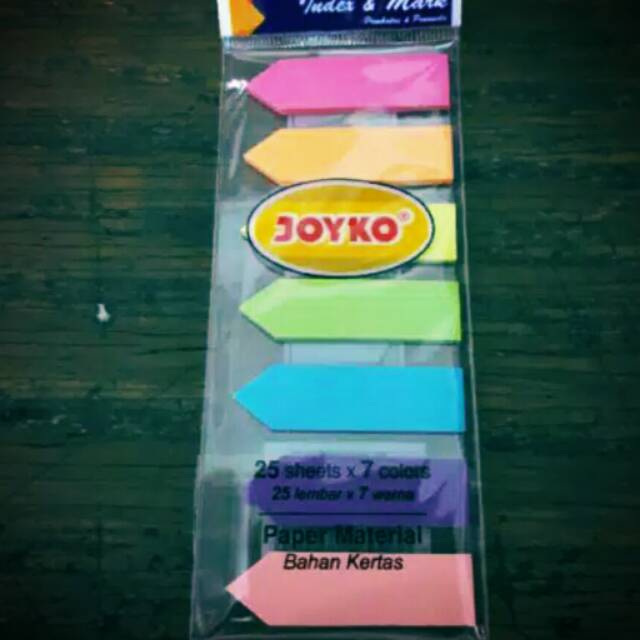 Index & Mark
JOYKO®
25 sheets x 7 colors
25 lembar x 7 warna
Paper Material
Bahan Kertas